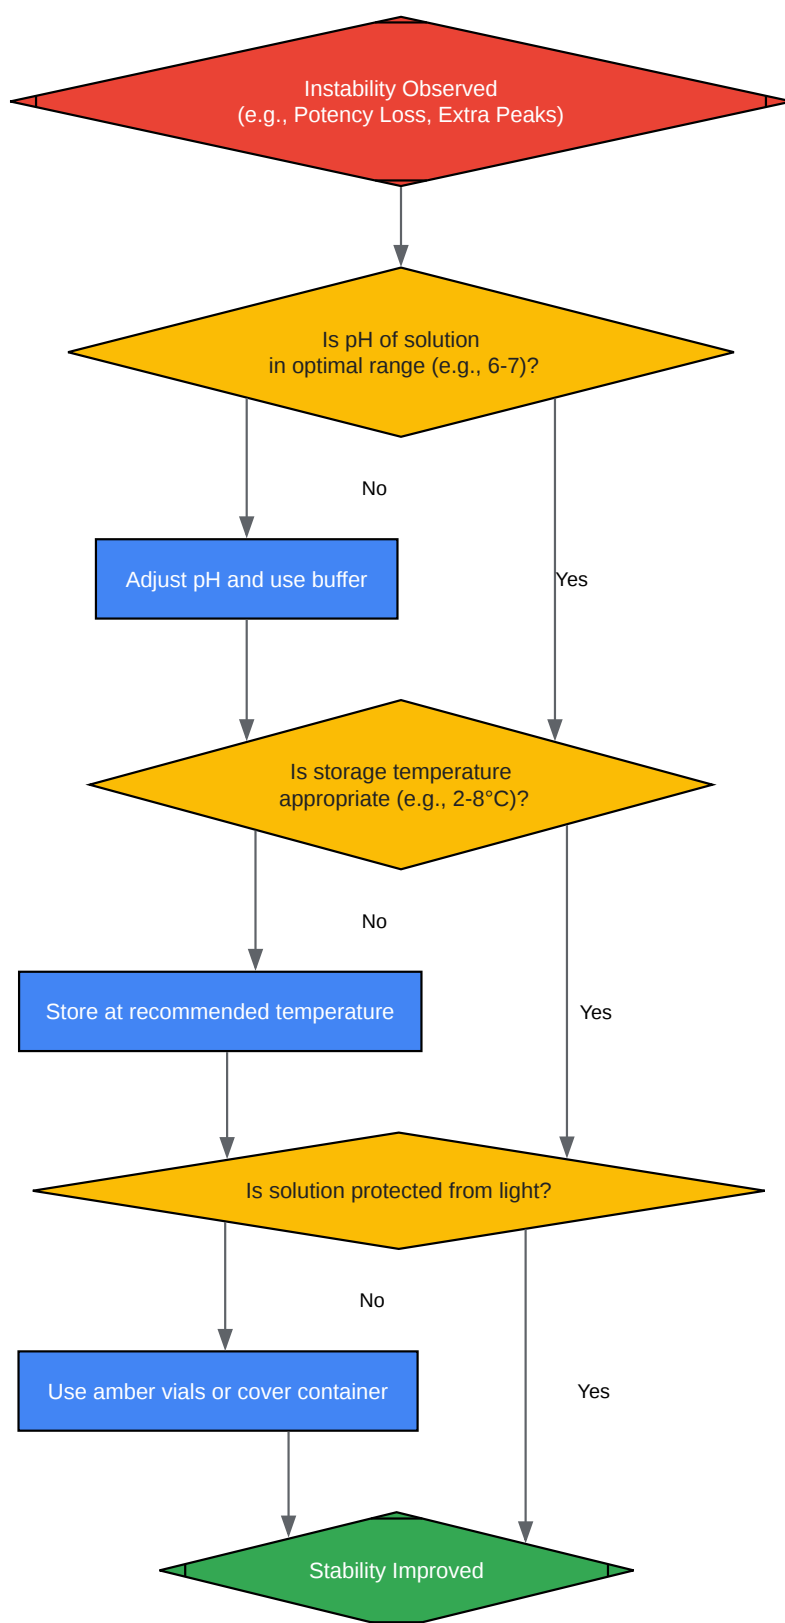 Instability Observed
(e.g., Potency Loss, Extra Peaks)
Is pH of solution
in optimal range (e.g., 6-7)?
No
Adjust pH and use buffer
Yes
Is storage temperature
appropriate (e.g., 2-8°C)?
No
Store at recommended temperature
Yes
Is solution protected from light?
No
Use amber vials or cover container
Yes
Stability Improved